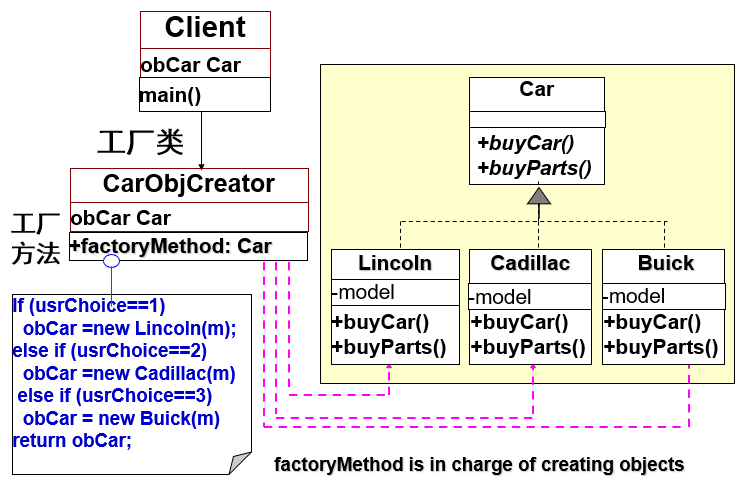 Client
obCar Car
main()
工厂类
CarObjCreator
工厂
方法
obCar Car
+factoryMethod: Car
If (usrChoice==1)
obCar =new Lincoln(m);
else if (usrChoice==2)
obCar =new Cadillac(m)
else if (usrChoice==3)
obCar = new Buick(m)
return obCar;
Car
+buyCar()
+buyParts()
Lincoln
-model
+buyCar()
+buyParts()
Cadillac
-model
+buyCar()
+buyParts()
Buick
-model
+buyCar()
+buyParts()
factoryMethod is in charge of creating objects